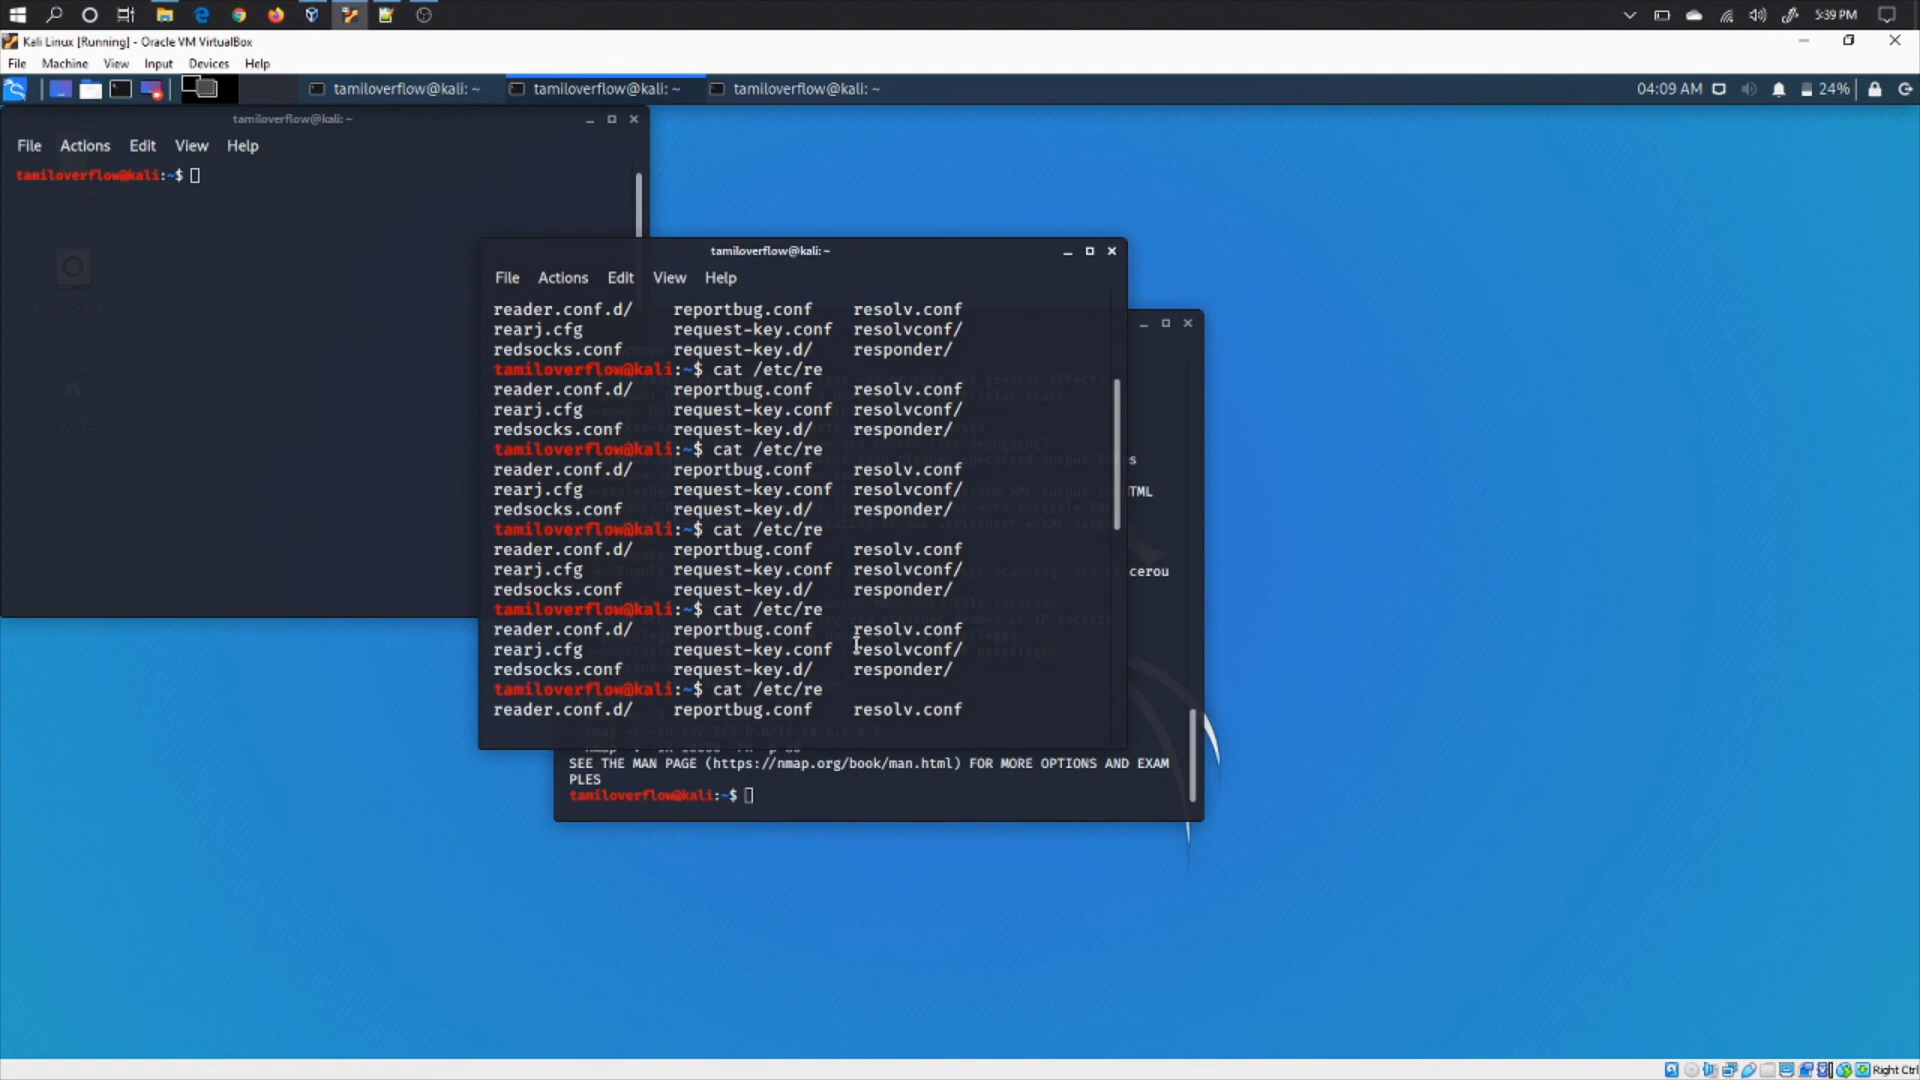 5:39 PM
Kali Linux [Running] - Oracle VM VirtualBox
File Machine View Input Devices Help
tamiloverflow@kali: ~ tamiloverflow@kali: ~ tamiloverflow@kali: ~ 04:09 AM 24%
tamiloverflow@kali: ~
File Actions Edit View Help
tamiloverflow@kali:~$
tamiloverflow@kali: ~
File Actions Edit View Help
reader.conf.d/ reportbug.conf resolv.conf
rearj.cfg request-key.conf resolvconf/
redsocks.conf request-key.d/ responder/
tamiloverflow@kali:~$ cat /etc/re
reader.conf.d/ reportbug.conf resolv.conf
rearj.cfg request-key.conf resolvconf/
redsocks.conf request-key.d/ responder/
tamiloverflow@kali:~$ cat /etc/re
reader.conf.d/ reportbug.conf resolv.conf
rearj.cfg request-key.conf resolvconf/
redsocks.conf request-key.d/ responder/
tamiloverflow@kali:~$ cat /etc/re
reader.conf.d/ reportbug.conf resolv.conf
rearj.cfg request-key.conf resolvconf/
redsocks.conf request-key.d/ responder/
tamiloverflow@kali:~$ cat /etc/re
reader.conf.d/ reportbug.conf resolv.conf
rearj.cfg request-key.conf resolvconf/
redsocks.conf request-key.d/ responder/
tamiloverflow@kali:~$ cat /etc/re
reader.conf.d/ reportbug.conf resolv.conf
SEE THE MAN PAGE (https://nmap.org/book/man.html) FOR MORE OPTIONS AND EXAM
PLES
tamiloverflow@kali:~$
Right Ctrl